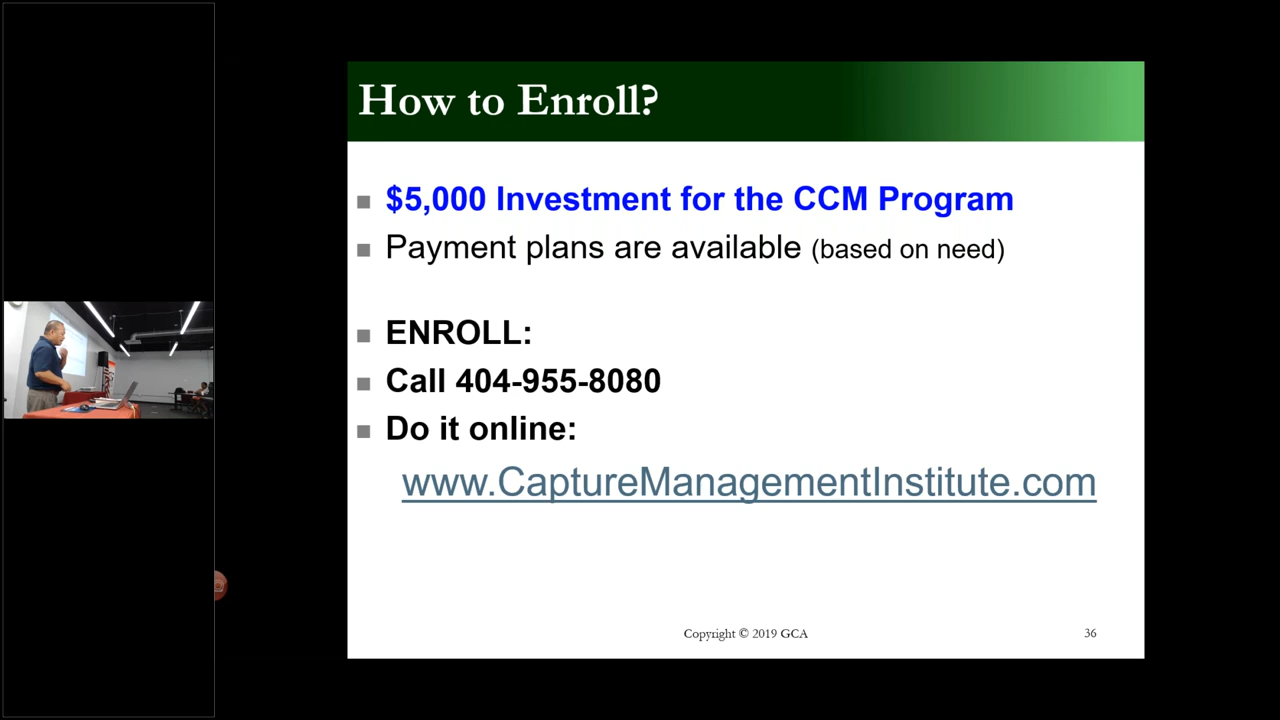 How to Enroll?
$5,000 Investment for the CCM Program
Payment plans are available (based on need)
ENROLL:
Call 404-955-8080
Do it online:
www.CaptureManagementInstitute.com
Copyright © 2019 GCA
36